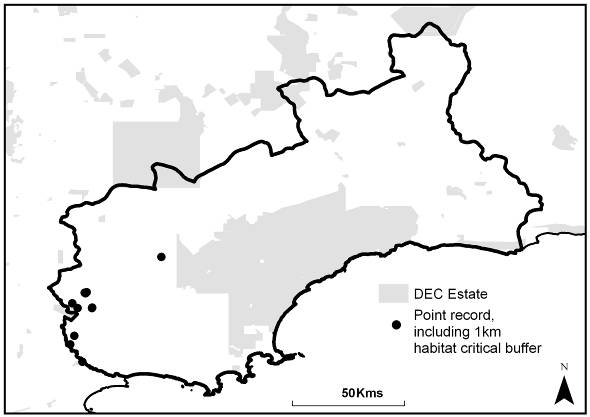 DEC Estate
Point record,
including 1km
habitat critical buffer
50Kms
N